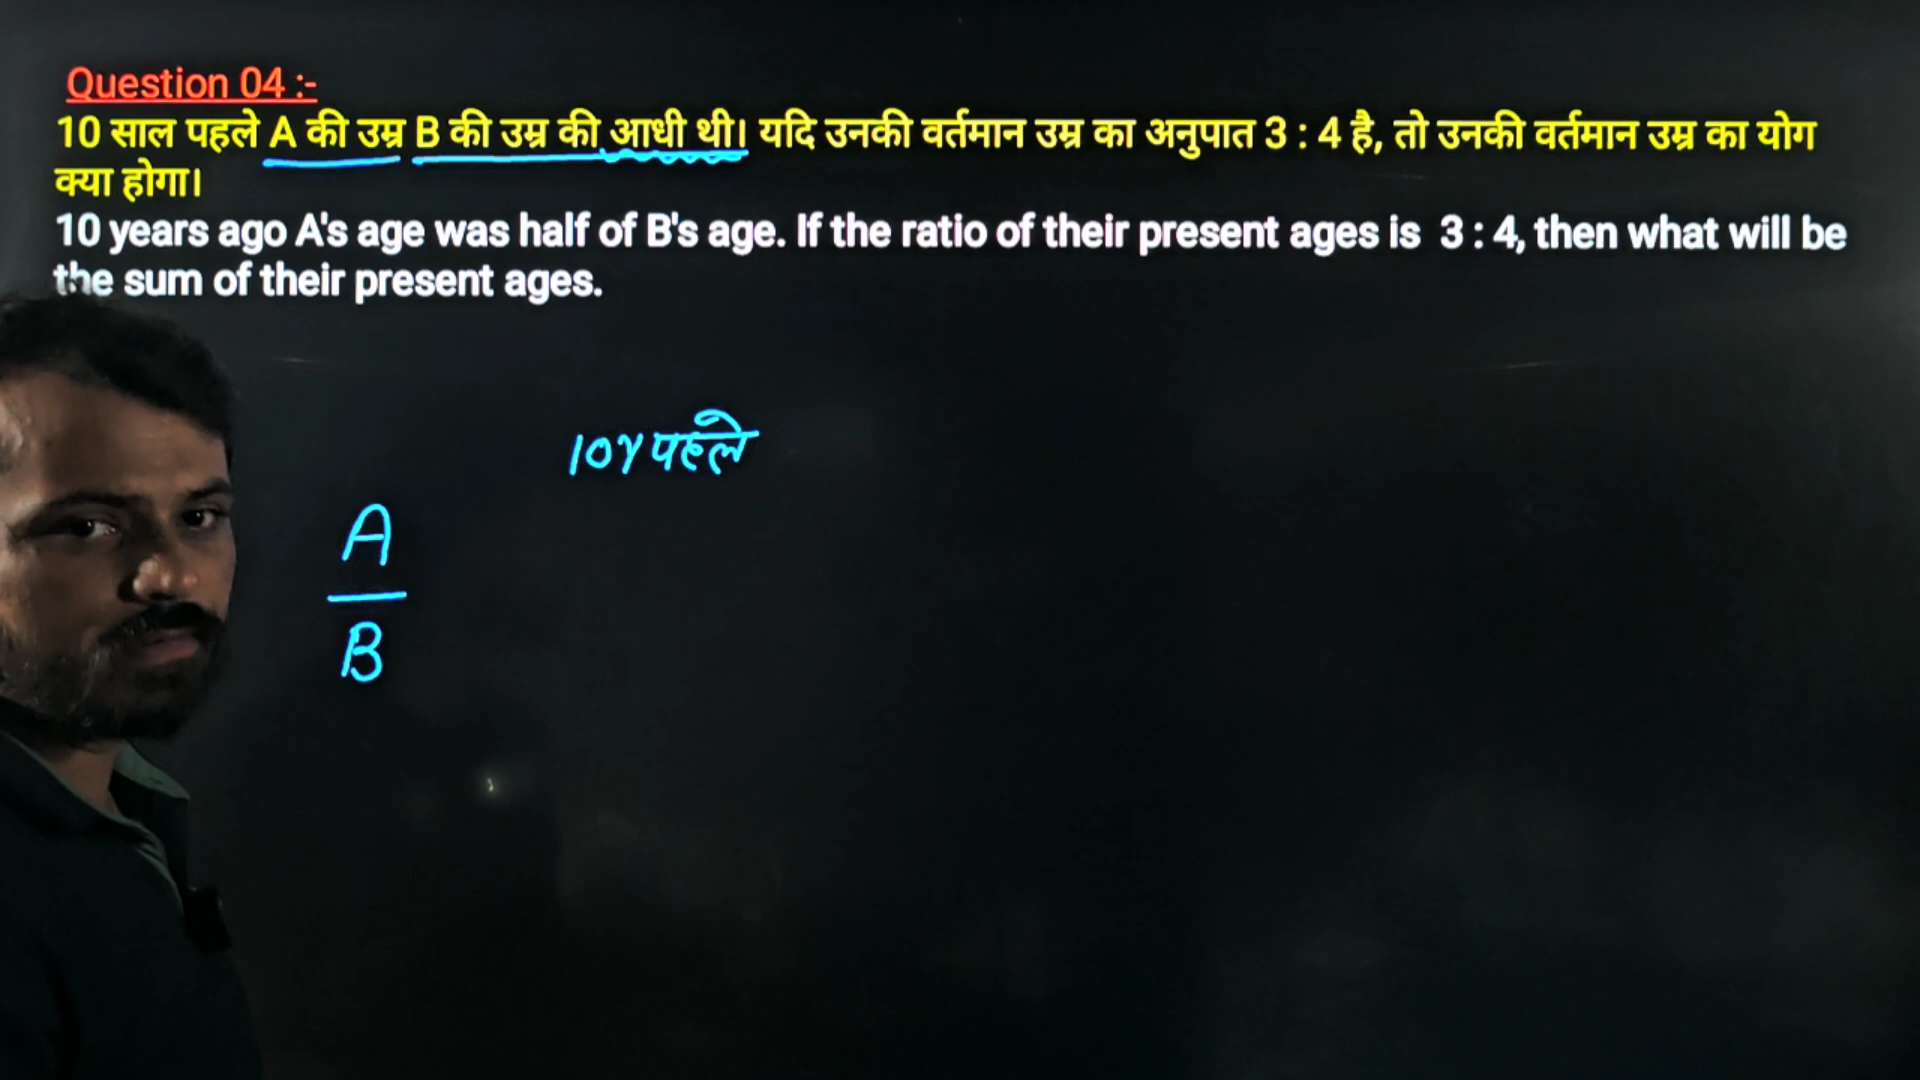 Question 04 :-
10 साल पहले A की उम्र B की उम्र की आधी थी। यदि उनकी वर्तमान उम्र का अनुपात 3 : 4 है, तो उनकी वर्तमान उम्र का योग
क्या होगा।
10 years ago A's age was half of B's age. If the ratio of their present ages is 3 : 4, then what will be
the sum of their present ages.
10Y पहले
A
B